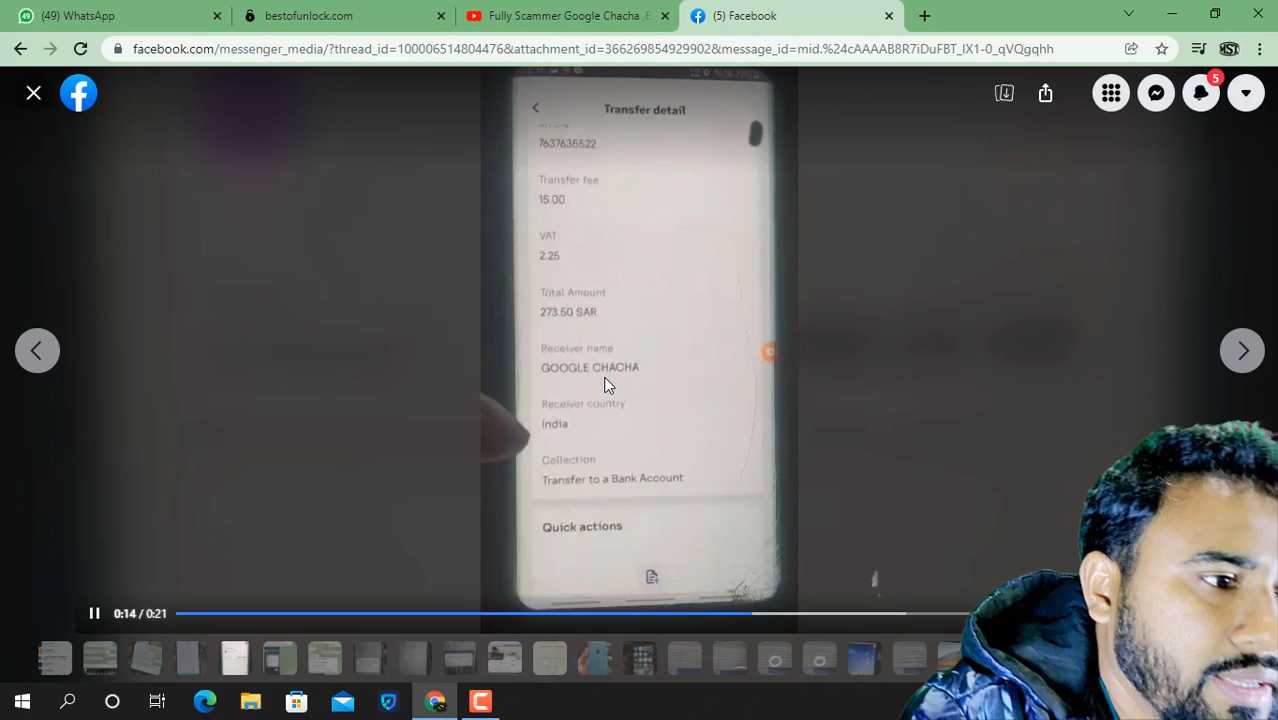 (49) WhatsApp
bestofunlock.com
Fully Scammer Google Chacha ,E
(5) Facebook
facebook.com/messenger_media/?thread_id=100006514804476&attachment_id=366269854929902&message_id=mid.%24cAAAAB8R7iDuFBT_lX1-0_qVQgqhh
5
Transfer detail
7637635522
Transfer fee
15.00
VAT
2.25
Total Amount
273.50 SAR
Receiver name
GOOGLE CHACHA
Receiver country
India
Collection
Transfer to a Bank Account
Quick actions
0:14 / 0:21